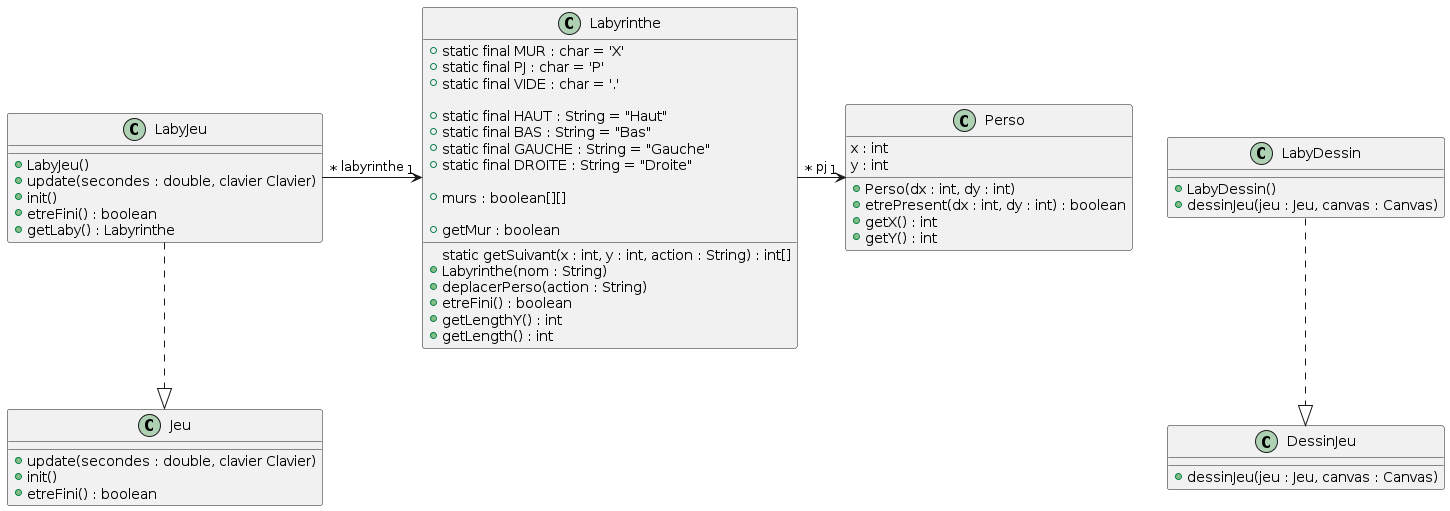 C LabyJeu
LabyJeu()
update(secondes : double, clavier Clavier)
init()
etreFini() : boolean
getLaby() : Labyrinthe
* labyrinthe 1
C Labyrinthe
static final MUR : char = 'X'
static final PJ : char = 'P'
static final VIDE : char = '.'
static final HAUT : String = "Haut"
static final BAS : String = "Bas"
static final GAUCHE : String = "Gauche"
static final DROITE : String = "Droite"
murs : boolean[][]
getMur : boolean
static getSuivant(x : int, y : int, action : String) : int[]
Labyrinthe(nom : String)
deplacerPerso(action : String)
etreFini() : boolean
getLengthY() : int
getLength() : int
* pj 1
C Perso
x : int
y : int
Perso(dx : int, dy : int)
etrePresent(dx : int, dy : int) : boolean
getX() : int
getY() : int
C LabyDessin
LabyDessin()
dessinJeu(jeu : Jeu, canvas : Canvas)
C Jeu
update(secondes : double, clavier Clavier)
init()
etreFini() : boolean
C DessinJeu
dessinJeu(jeu : Jeu, canvas : Canvas)